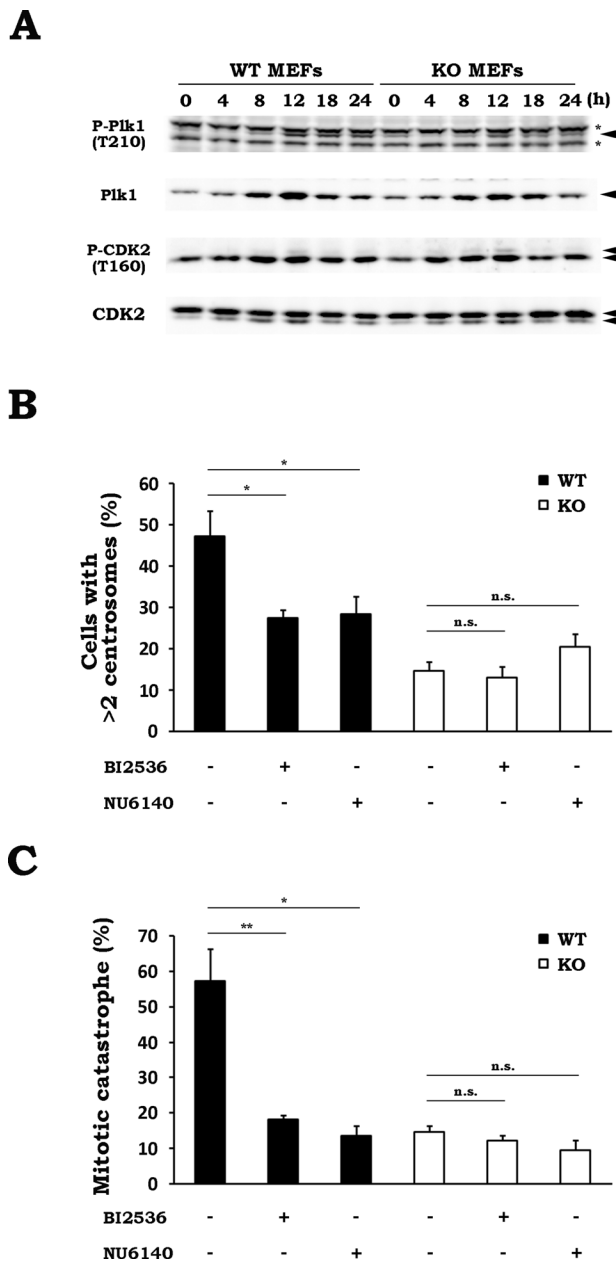 A
WT MEFs KO MEFs
0 4 8 12 18 24 0 4 8 12 18 24 (h)
P-Plk1
(T210)
*
*
Plk1
P-CDK2
(T160)
CDK2
B
Cells with
>2 centrosomes (%)
60
50
40
30
20
10
0
*
*
n.s.
n.s.
WT
KO
BI2536 - + - - + -
NU6140 - - + - - +
C
Mitotic catastrophe (%)
70
60
50
40
30
20
10
0
*
**
n.s.
n.s.
WT
KO
BI2536 - + - - + -
NU6140 - - + - - +